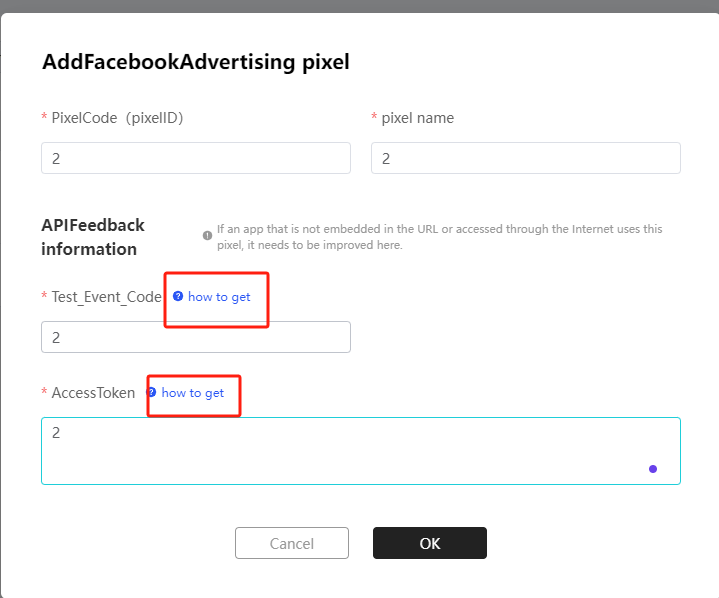 AddFacebookAdvertising pixel
* PixelCode（pixelID）
* pixel name
2
2
APIFeedback
information
If an app that is not embedded in the URL or accessed through the Internet uses this
pixel, it needs to be improved here.
* Test_Event_Code ? how to get
2
* AccessToken ? how to get
2
Cancel
OK